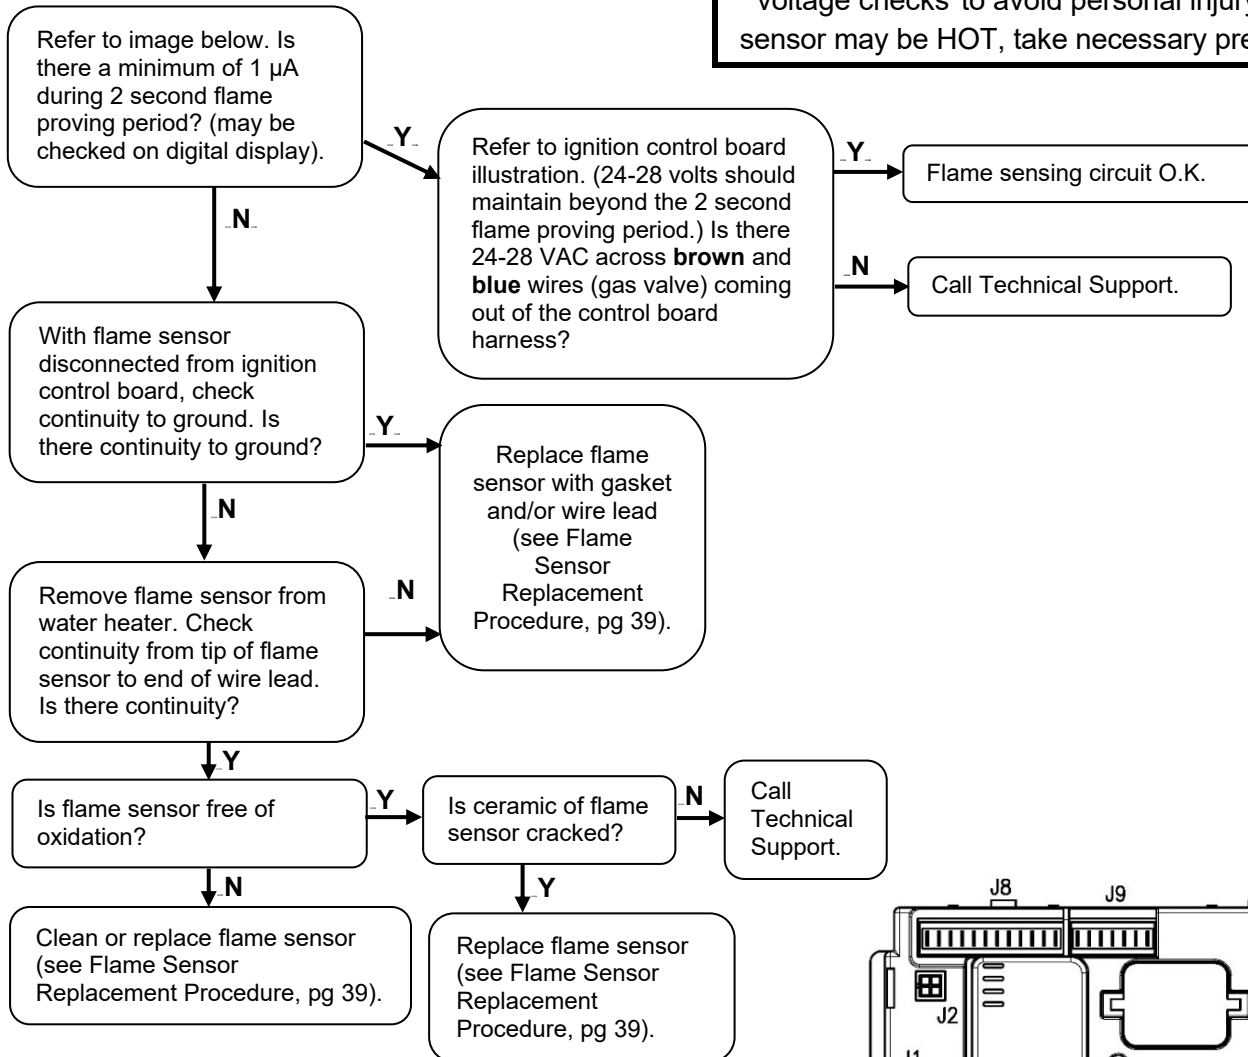 voltage checks to avoid personal injury
sensor may be HOT, take necessary pre
Refer to image below. Is
there a minimum of 1 µA
during 2 second flame
proving period? (may be
checked on digital display).
Y
Refer to ignition control board
illustration. (24-28 volts should
maintain beyond the 2 second
flame proving period.) Is there
24-28 VAC across brown and
blue wires (gas valve) coming
out of the control board
harness?
Y
Flame sensing circuit O.K.
N
Call Technical Support.
N
With flame sensor
disconnected from ignition
control board, check
continuity to ground. Is
there continuity to ground?
Y
Replace flame
sensor with gasket
and/or wire lead
(see Flame
Sensor
Replacement
Procedure, pg 39).
N
Remove flame sensor from
water heater. Check
continuity from tip of flame
sensor to end of wire lead.
Is there continuity?
N
Y
Is flame sensor free of
oxidation?
Y
Is ceramic of flame
sensor cracked?
N
Call
Technical
Support.
N
Clean or replace flame sensor
(see Flame Sensor
Replacement Procedure, pg 39).
Y
Replace flame sensor
(see Flame Sensor
Replacement
Procedure, pg 39).
J8
J9
J2
J1